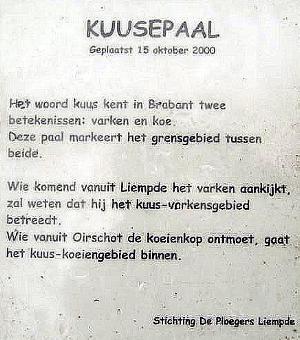 KUUSEPAAL
Geplaatst 15 oktober 2000
Het woord kuus kent in Brabant twee
betekenissen: varken en koe.
Deze paal markeert het grensgebied tussen
beide.
Wie komend vanuit Liempde het varken aankijkt,
zal weten dat hij het kuus-varkensgebied
betreedt.
Wie vanuit Oirschot de koeienkop ontmoet, gaat
het kuus-koeiengebied binnen.
Stichting De Ploegers Liempde